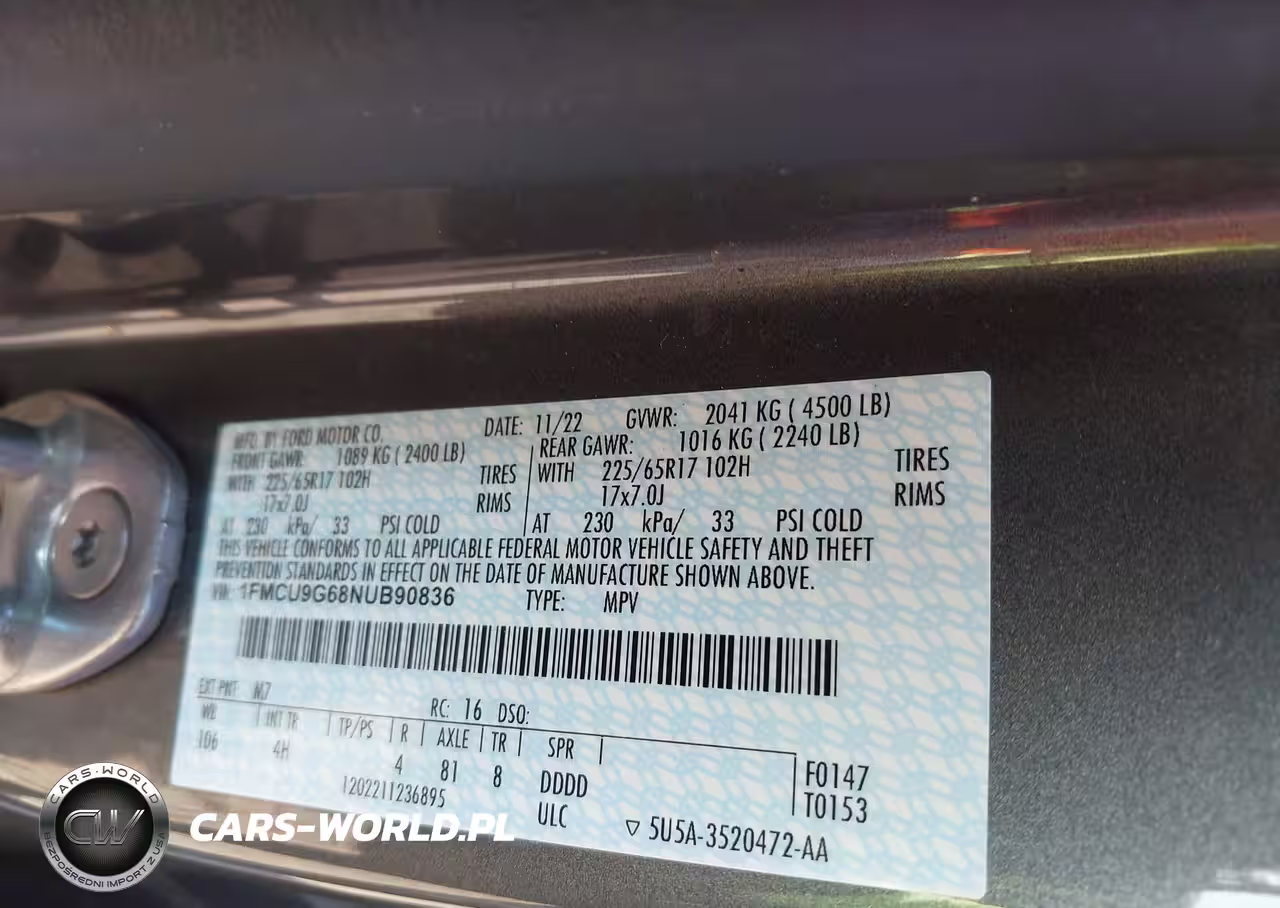 MFD. BY FORD MOTOR CO. DATE: 11/22 GVWR: 2041 KG ( 4500 LB)
FRONT GAWR: 1089 KG ( 2400 LB) REAR GAWR: 1016 KG ( 2240 LB)
WITH 225/65R17 102H TIRES WITH 225/65R17 102H TIRES
17x7.0J RIMS 17x7.0J RIMS
AT 230 kPa/ 33 PSI COLD AT 230 kPa/ 33 PSI COLD
THIS VEHICLE CONFORMS TO ALL APPLICABLE FEDERAL MOTOR VEHICLE SAFETY AND THEFT
PREVENTION STANDARDS IN EFFECT ON THE DATE OF MANUFACTURE SHOWN ABOVE.
VIN: 1FMCU9G68NUB90836 TYPE: MPV
EXT PNT: M7 RC: 16 DSO:
WB INT TR TP/PS R AXLE TR SPR
106 4H 4 81 8 DDDD F0147
1202211236895 ULC T0153
▽ 5U5A-3520472-AA
CARS-WORLD
CW
BEZPOŚREDNI IMPORT Z USA
CARS-WORLD.PL